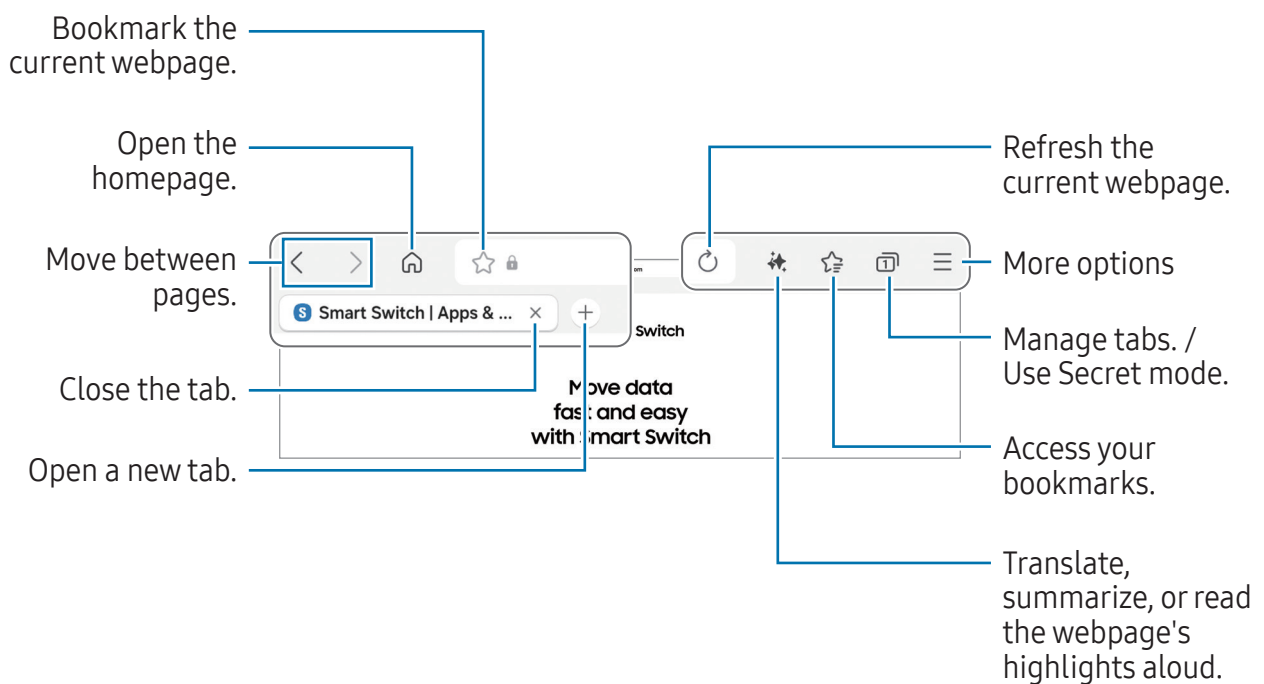 Bookmark the
current webpage.
Open the
homepage.
Move between
pages.
Close the tab.
Open a new tab.
Smart Switch | Apps & ...
om
Switch
Move data
fast and easy
with Smart Switch
1
S
Refresh the
current webpage.
More options
Manage tabs. /
Use Secret mode.
Access your
bookmarks.
Translate,
summarize, or read
the webpage's
highlights aloud.